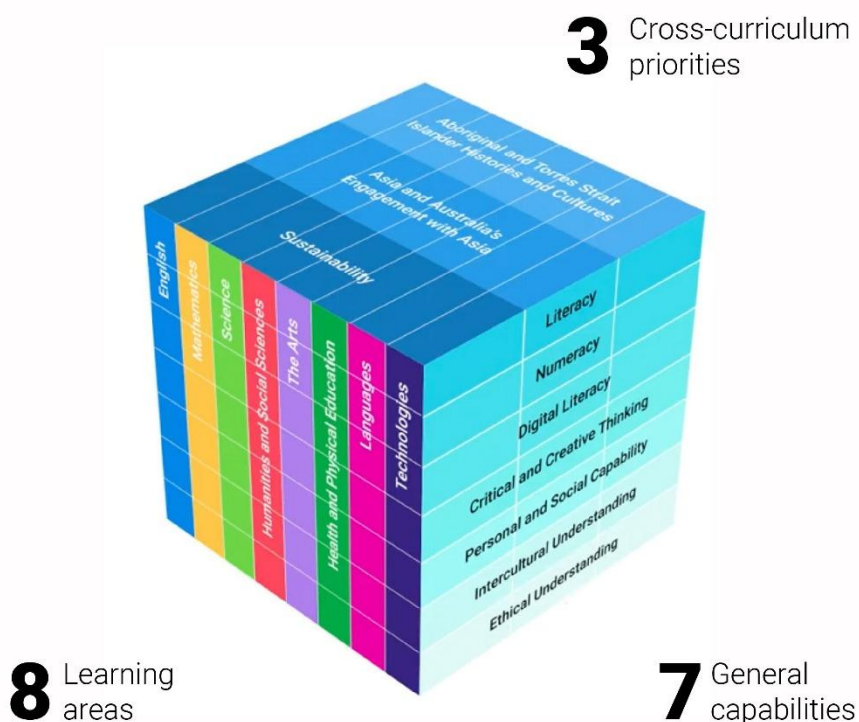 3 Cross-curriculum
priorities
Aboriginal and Torres Strait
Islander Histories and Cultures
Asia and Australia's
Engagement with Asia
Sustainability
English
Mathematics
Science
Humanities and Social Sciences
The Arts
Health and Physical Education
Languages
Technologies
Literacy
Numeracy
Digital Literacy
Critical and Creative Thinking
Personal and Social Capability
Intercultural Understanding
Ethical Understanding
8 Learning
areas
7 General
capabilities